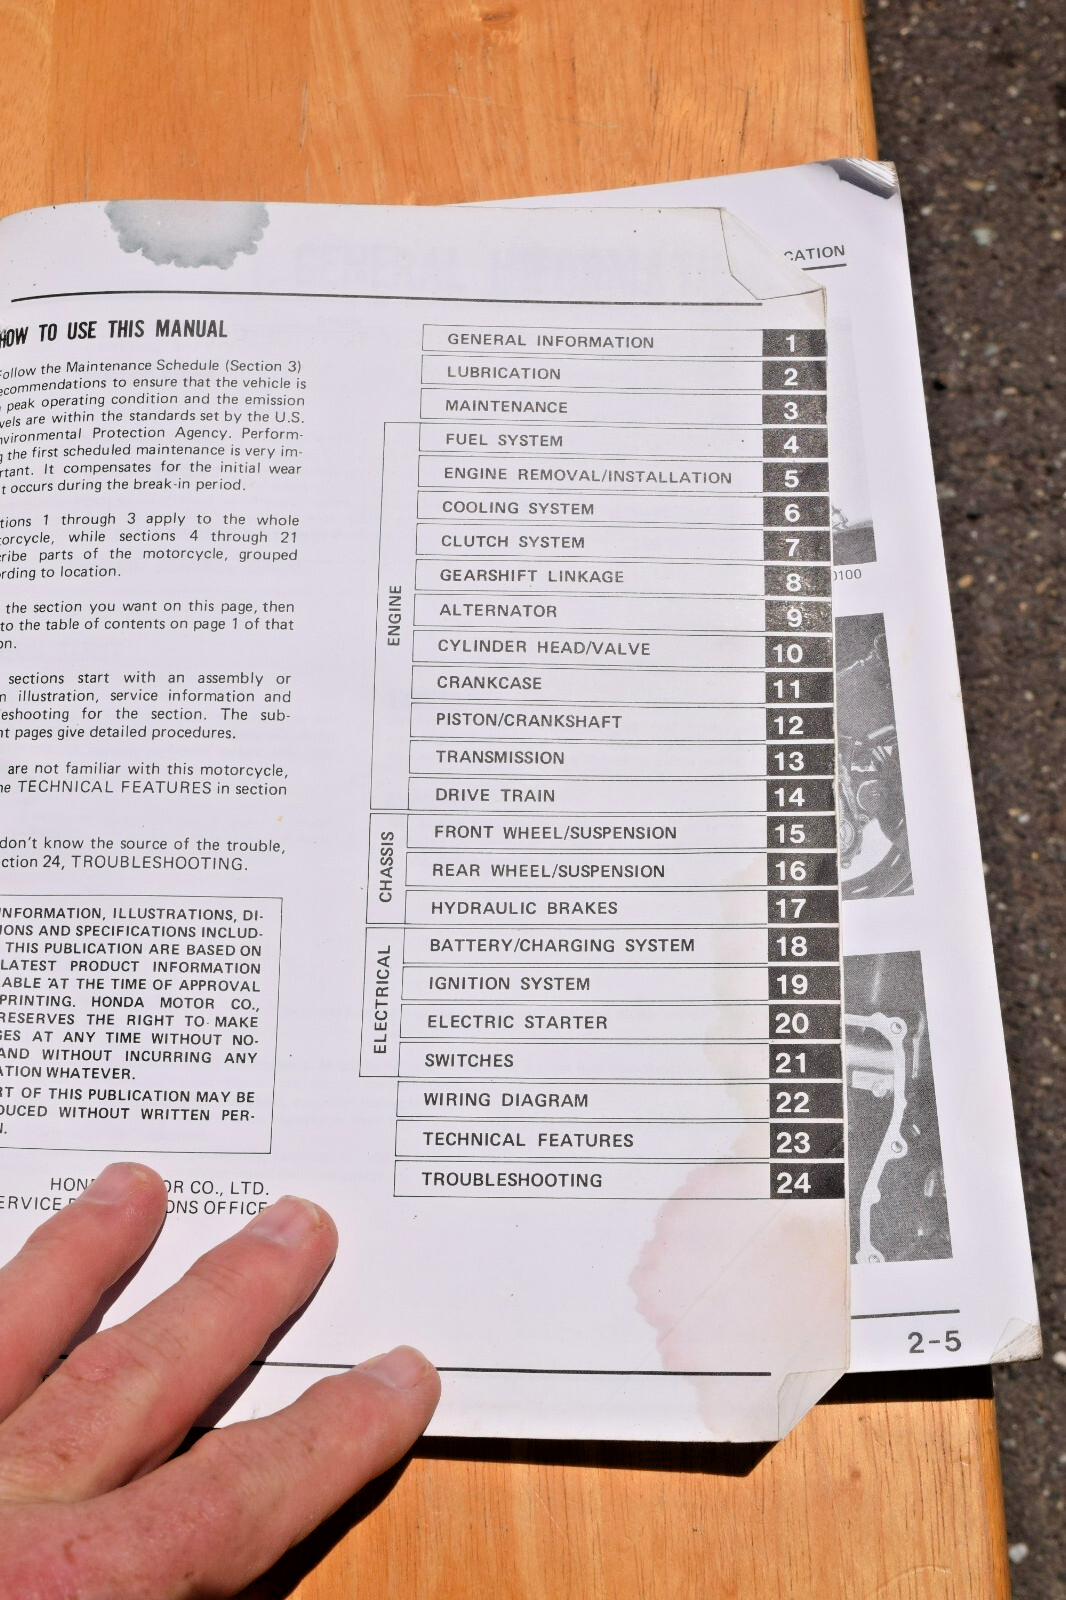 HOW TO USE THIS MANUAL
Follow the Maintenance Schedule (Section 3)
recommendations to ensure that the vehicle is
peak operating condition and the emission
vels are within the standards set by the U.S.
nvironmental Protection Agency. Perform-
g the first scheduled maintenance is very im-
rtant. It compensates for the initial wear
t occurs during the break-in period.
tions 1 through 3 apply to the whole
orcycle, while sections 4 through 21
ribe parts of the motorcycle, grouped
rding to location.
the section you want on this page, then
to the table of contents on page 1 of that
on.
sections start with an assembly or
n illustration, service information and
eshooting for the section. The sub-
nt pages give detailed procedures.
are not familiar with this motorcycle,
he TECHNICAL FEATURES in section
don't know the source of the trouble,
ction 24, TROUBLESHOOTING.
INFORMATION, ILLUSTRATIONS, DI-
IONS AND SPECIFICATIONS INCLUD-
THIS PUBLICATION ARE BASED ON
LATEST PRODUCT INFORMATION
LABLE AT THE TIME OF APPROVAL
PRINTING. HONDA MOTOR CO.,
RESERVES THE RIGHT TO MAKE
GES AT ANY TIME WITHOUT NO-
AND WITHOUT INCURRING ANY
ATION WHATEVER.
RT OF THIS PUBLICATION MAY BE
DUCED WITHOUT WRITTEN PER-
N.
HON OR CO., LTD.
ERVICE ONS OFFICE
GENERAL INFORMATION 1
LUBRICATION 2
MAINTENANCE 3
ENGINE
FUEL SYSTEM 4
ENGINE REMOVAL/INSTALLATION 5
COOLING SYSTEM 6
CLUTCH SYSTEM 7
GEARSHIFT LINKAGE 8
ALTERNATOR 9
CYLINDER HEAD/VALVE 10
CRANKCASE 11
PISTON/CRANKSHAFT 12
TRANSMISSION 13
DRIVE TRAIN 14
CHASSIS
FRONT WHEEL/SUSPENSION 15
REAR WHEEL/SUSPENSION 16
HYDRAULIC BRAKES 17
ELECTRICAL
BATTERY/CHARGING SYSTEM 18
IGNITION SYSTEM 19
ELECTRIC STARTER 20
SWITCHES 21
WIRING DIAGRAM 22
TECHNICAL FEATURES 23
TROUBLESHOOTING 24
CATION
0100
2-5